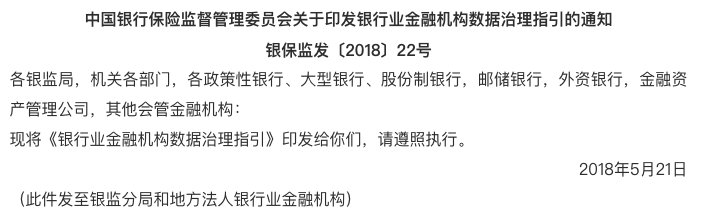 中国银行保险监督管理委员会关于印发银行业金融机构数据治理指引的通知
银保监发〔2018〕22号
各银监局，机关各部门，各政策性银行、大型银行、股份制银行，邮储银行，外资银行，金融资
产管理公司，其他会管金融机构：
现将《银行业金融机构数据治理指引》印发给你们，请遵照执行。
2018年5月21日
（此件发至银监分局和地方法人银行业金融机构）